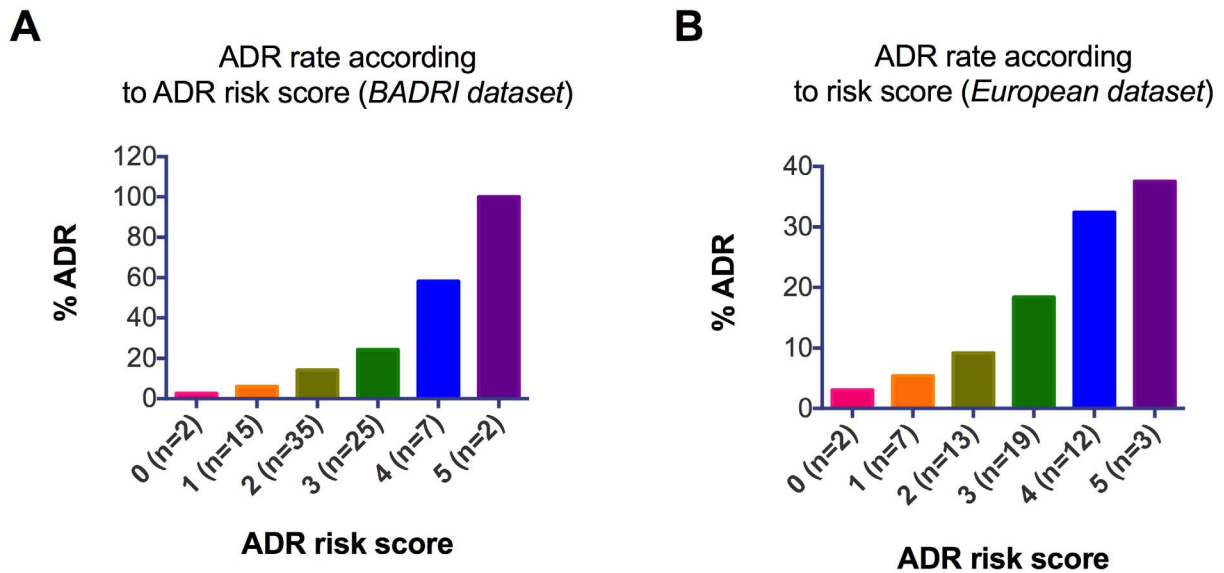 A
ADR rate according
to ADR risk score (BADRI dataset)
% ADR
120
100
80
60
40
20
0
0 (n=2)
1 (n=15)
2 (n=35)
3 (n=25)
4 (n=7)
5 (n=2)
ADR risk score
B
ADR rate according
to risk score (European dataset)
% ADR
40
30
20
10
0
0 (n=2)
1 (n=7)
2 (n=13)
3 (n=19)
4 (n=12)
5 (n=3)
ADR risk score